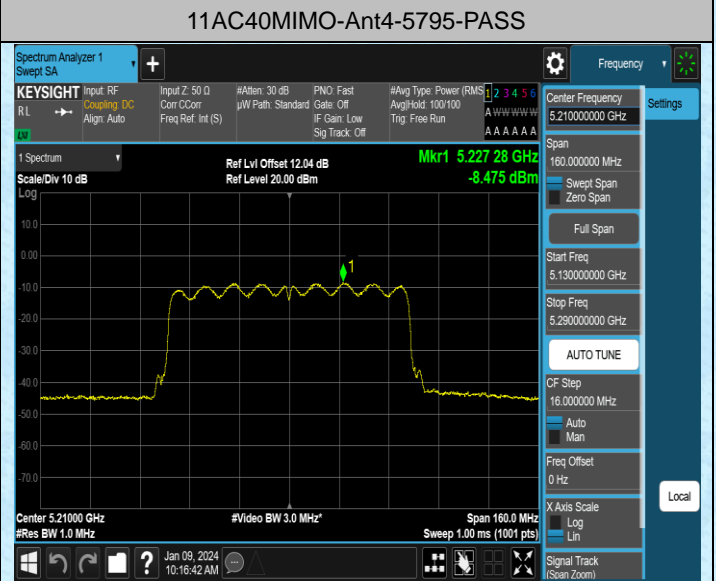 11AC40MIMO-Ant4-5795-PASS
Spectrum Analyzer 1
Swept SA
Frequency
KEYSIGHT
RL
Input: RF
Coupling: DC
Align: Auto
Input Z: 50 Ω
Corr CCorr
Freq Ref: Int (S)
#Atten: 30 dB
µW Path: Standard
PNO: Fast
Gate: Off
IF Gain: Low
Sig Track: Off
#Avg Type: Power (RMS
Avg|Hold: 100/100
Trig: Free Run
1 2 3 4 5 6
A W W W W W
A A A A A A
1 Spectrum
Scale/Div 10 dB
Ref Lvl Offset 12.04 dB
Ref Level 20.00 dBm
Mkr1 5.227 28 GHz
-8.475 dBm
Log
10.0
0.00
-10.0
-20.0
-30.0
-40.0
-50.0
-60.0
-70.0
1
Center 5.21000 GHz
#Res BW 1.0 MHz
#Video BW 3.0 MHz*
Span 160.0 MHz
Sweep 1.00 ms (1001 pts)
Jan 09, 2024
10:16:42 AM
?
Center Frequency
5.210000000 GHz
Settings
Span
160.000000 MHz
Swept Span
Zero Span
Full Span
Start Freq
5.130000000 GHz
Stop Freq
5.290000000 GHz
AUTO TUNE
CF Step
16.000000 MHz
Auto
Man
Freq Offset
0 Hz
X Axis Scale
Log
Lin
Local
Signal Track
(Span Zoom)